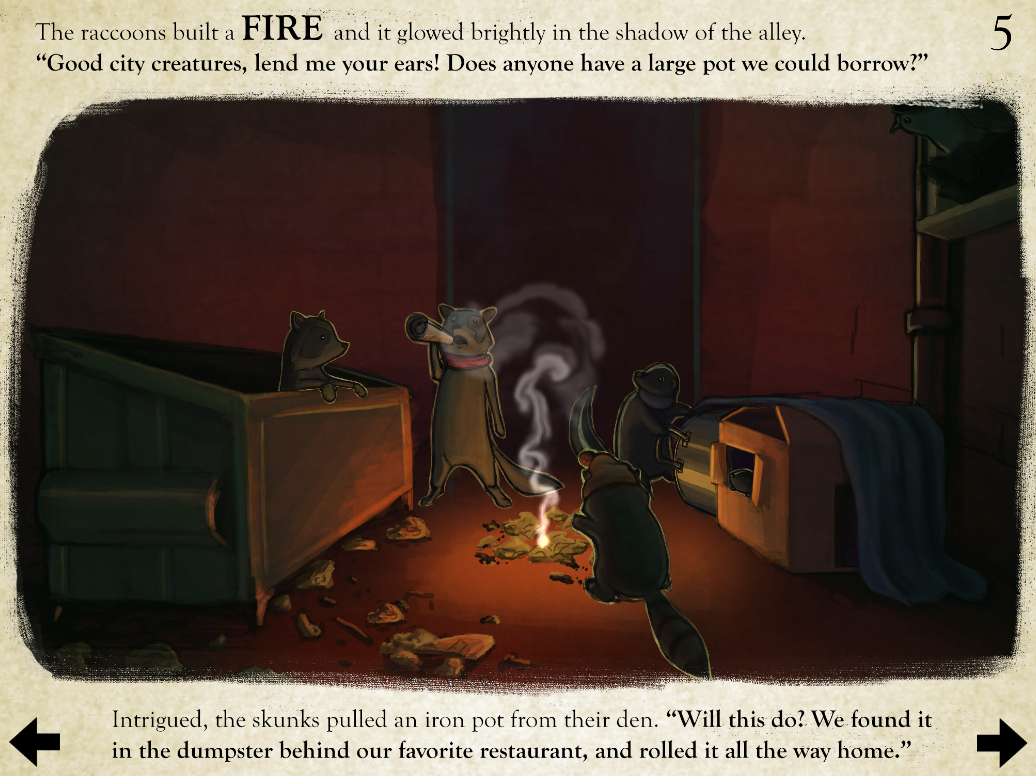 The raccoons built a FIRE and it glowed brightly in the shadow of the alley.
“Good city creatures, lend me your ears! Does anyone have a large pot we could borrow?”
5
Intrigued, the skunks pulled an iron pot from their den. “Will this do? We found it
in the dumpster behind our favorite restaurant, and rolled it all the way home.”